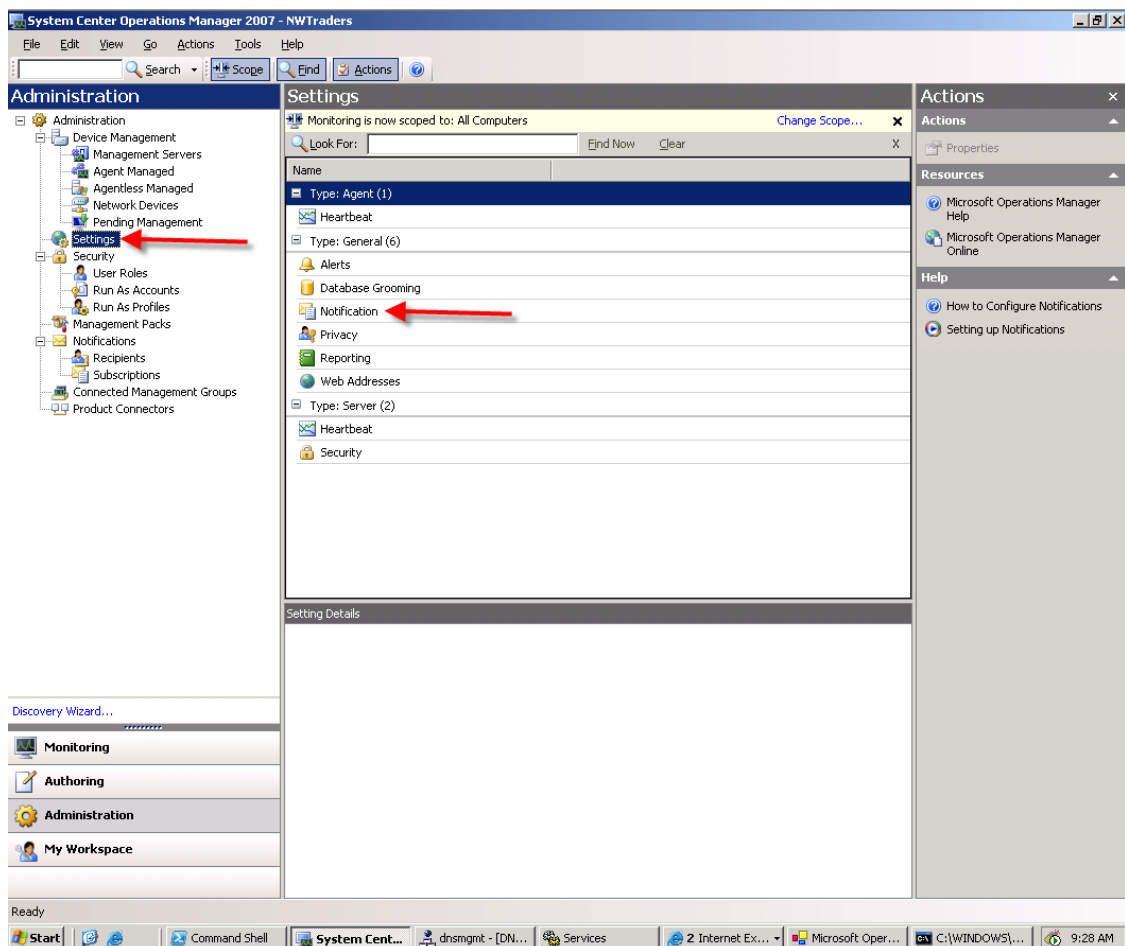 System Center Operations Manager 2007 - NWTraders
File Edit View Go Actions Tools Help
Search Scope Find Actions
Administration
Administration
Device Management
Management Servers
Agent Managed
Agentless Managed
Network Devices
Pending Management
Settings
Security
User Roles
Run As Accounts
Run As Profiles
Management Packs
Notifications
Recipients
Subscriptions
Connected Management Groups
Product Connectors
Discovery Wizard...
Monitoring
Authoring
Administration
My Workspace
Settings
Monitoring is now scoped to: All Computers Change Scope...
Look For: Find Now Clear X
Name
Type: Agent (1)
Heartbeat
Type: General (6)
Alerts
Database Grooming
Notification
Privacy
Reporting
Web Addresses
Type: Server (2)
Heartbeat
Security
Setting Details
Actions
Actions
Properties
Resources
Microsoft Operations Manager
Help
Microsoft Operations Manager
Online
Help
How to Configure Notifications
Setting up Notifications
Ready
Start Command Shell System Cent... dnsmgmt - [DN... Services 2 Internet Ex... Microsoft Oper... C:\WINDOWS\... 9:28 AM